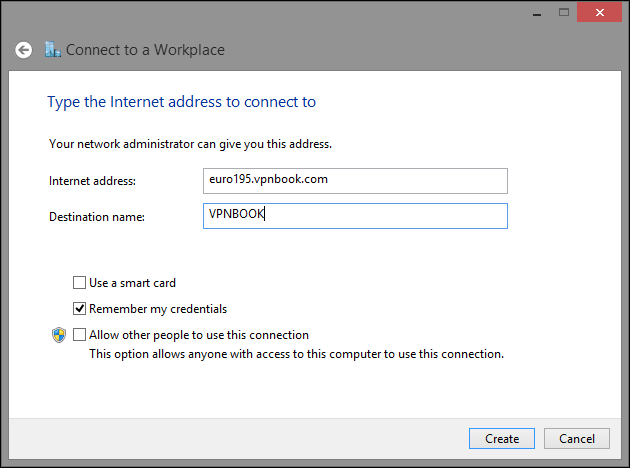 Connect to a Workplace
Type the Internet address to connect to
Your network administrator can give you this address.
Internet address: euro195.vpnbook.com
Destination name: VPNBOOK
Use a smart card
Remember my credentials
Allow other people to use this connection
This option allows anyone with access to this computer to use this connection.
Create Cancel